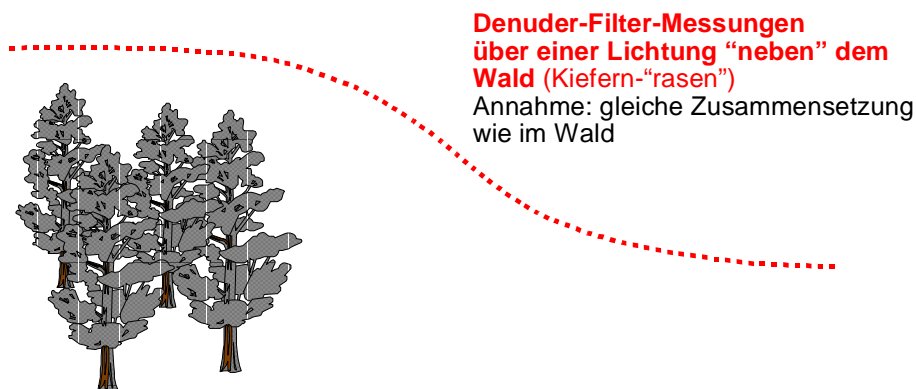 Denuder-Filter-Messungen
über einer Lichtung “neben” dem
Wald (Kiefern-“rasen”)
Annahme: gleiche Zusammensetzung
wie im Wald